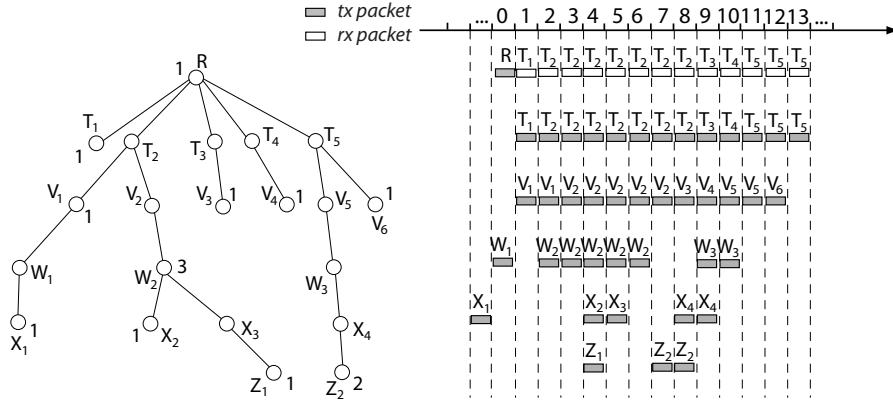 tx packet
rx packet
... 0 1 2 3 4 5 6 7 8 9 10 11 12 13 ...
1 R
T1 1
T2
T3
T4
T5
V1 1
V2
V3 1
V4 1
V5
V6 1
W1
W2 3
W3
X1 1
1 X2
X3
X4
Z1 1
Z2 2
R T1 T2 T2 T2 T2 T2 T2 T2 T3 T4 T5 T5 T5
T1 T2 T2 T2 T2 T2 T2 T2 T3 T4 T5 T5 T5
V1 V1 V2 V2 V2 V2 V2 V3 V4 V5 V5 V6
W1 W2 W2 W2 W2 W2 W3 W3
X1 X2 X3 X4 X4
Z1 Z2 Z2